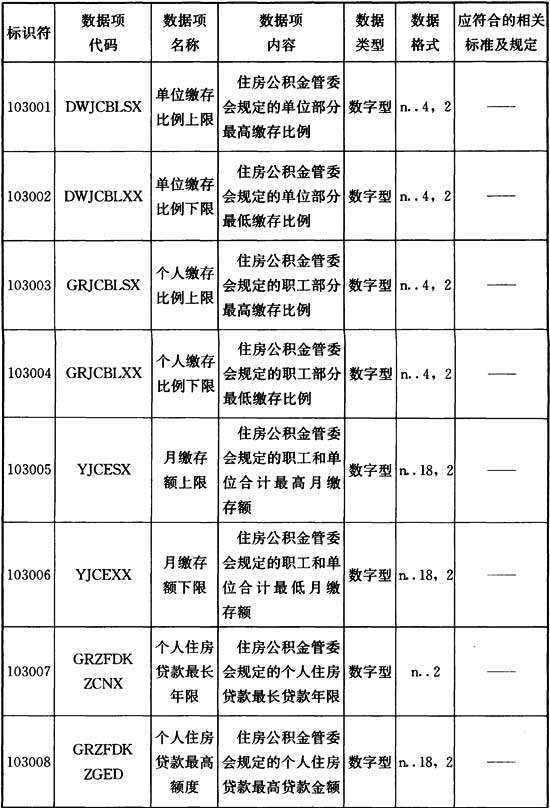 标识符 数据项代码 数据项名称 数据项内容 数据类型 数据格式 应符合的相关标准及规定
103001 DWJCBLSX 单位缴存比例上限 住房公积金管委会规定的单位部分最高缴存比例 数字型 n..4，2 ——
103002 DWJCBLXX 单位缴存比例下限 住房公积金管委会规定的单位部分最低缴存比例 数字型 n..4，2 ——
103003 GRJCBLSX 个人缴存比例上限 住房公积金管委会规定的职工部分最高缴存比例 数字型 n..4，2 ——
103004 GRJCBLXX 个人缴存比例下限 住房公积金管委会规定的职工部分最低缴存比例 数字型 n..4，2 ——
103005 YJCESX 月缴存额上限 住房公积金管委会规定的职工和单位合计最高月缴存额 数字型 n..18，2 ——
103006 YJCEXX 月缴存额下限 住房公积金管委会规定的职工和单位合计最低月缴存额 数字型 n..18，2 ——
103007 GRZFDKZCNX 个人住房贷款最长年限 住房公积金管委会规定的个人住房贷款最长贷款年限 数字型 n..2 ——
103008 GRZFDKZGED 个人住房贷款最高额度 住房公积金管委会规定的个人住房贷款最高贷款金额 数字型 n..18，2 ——